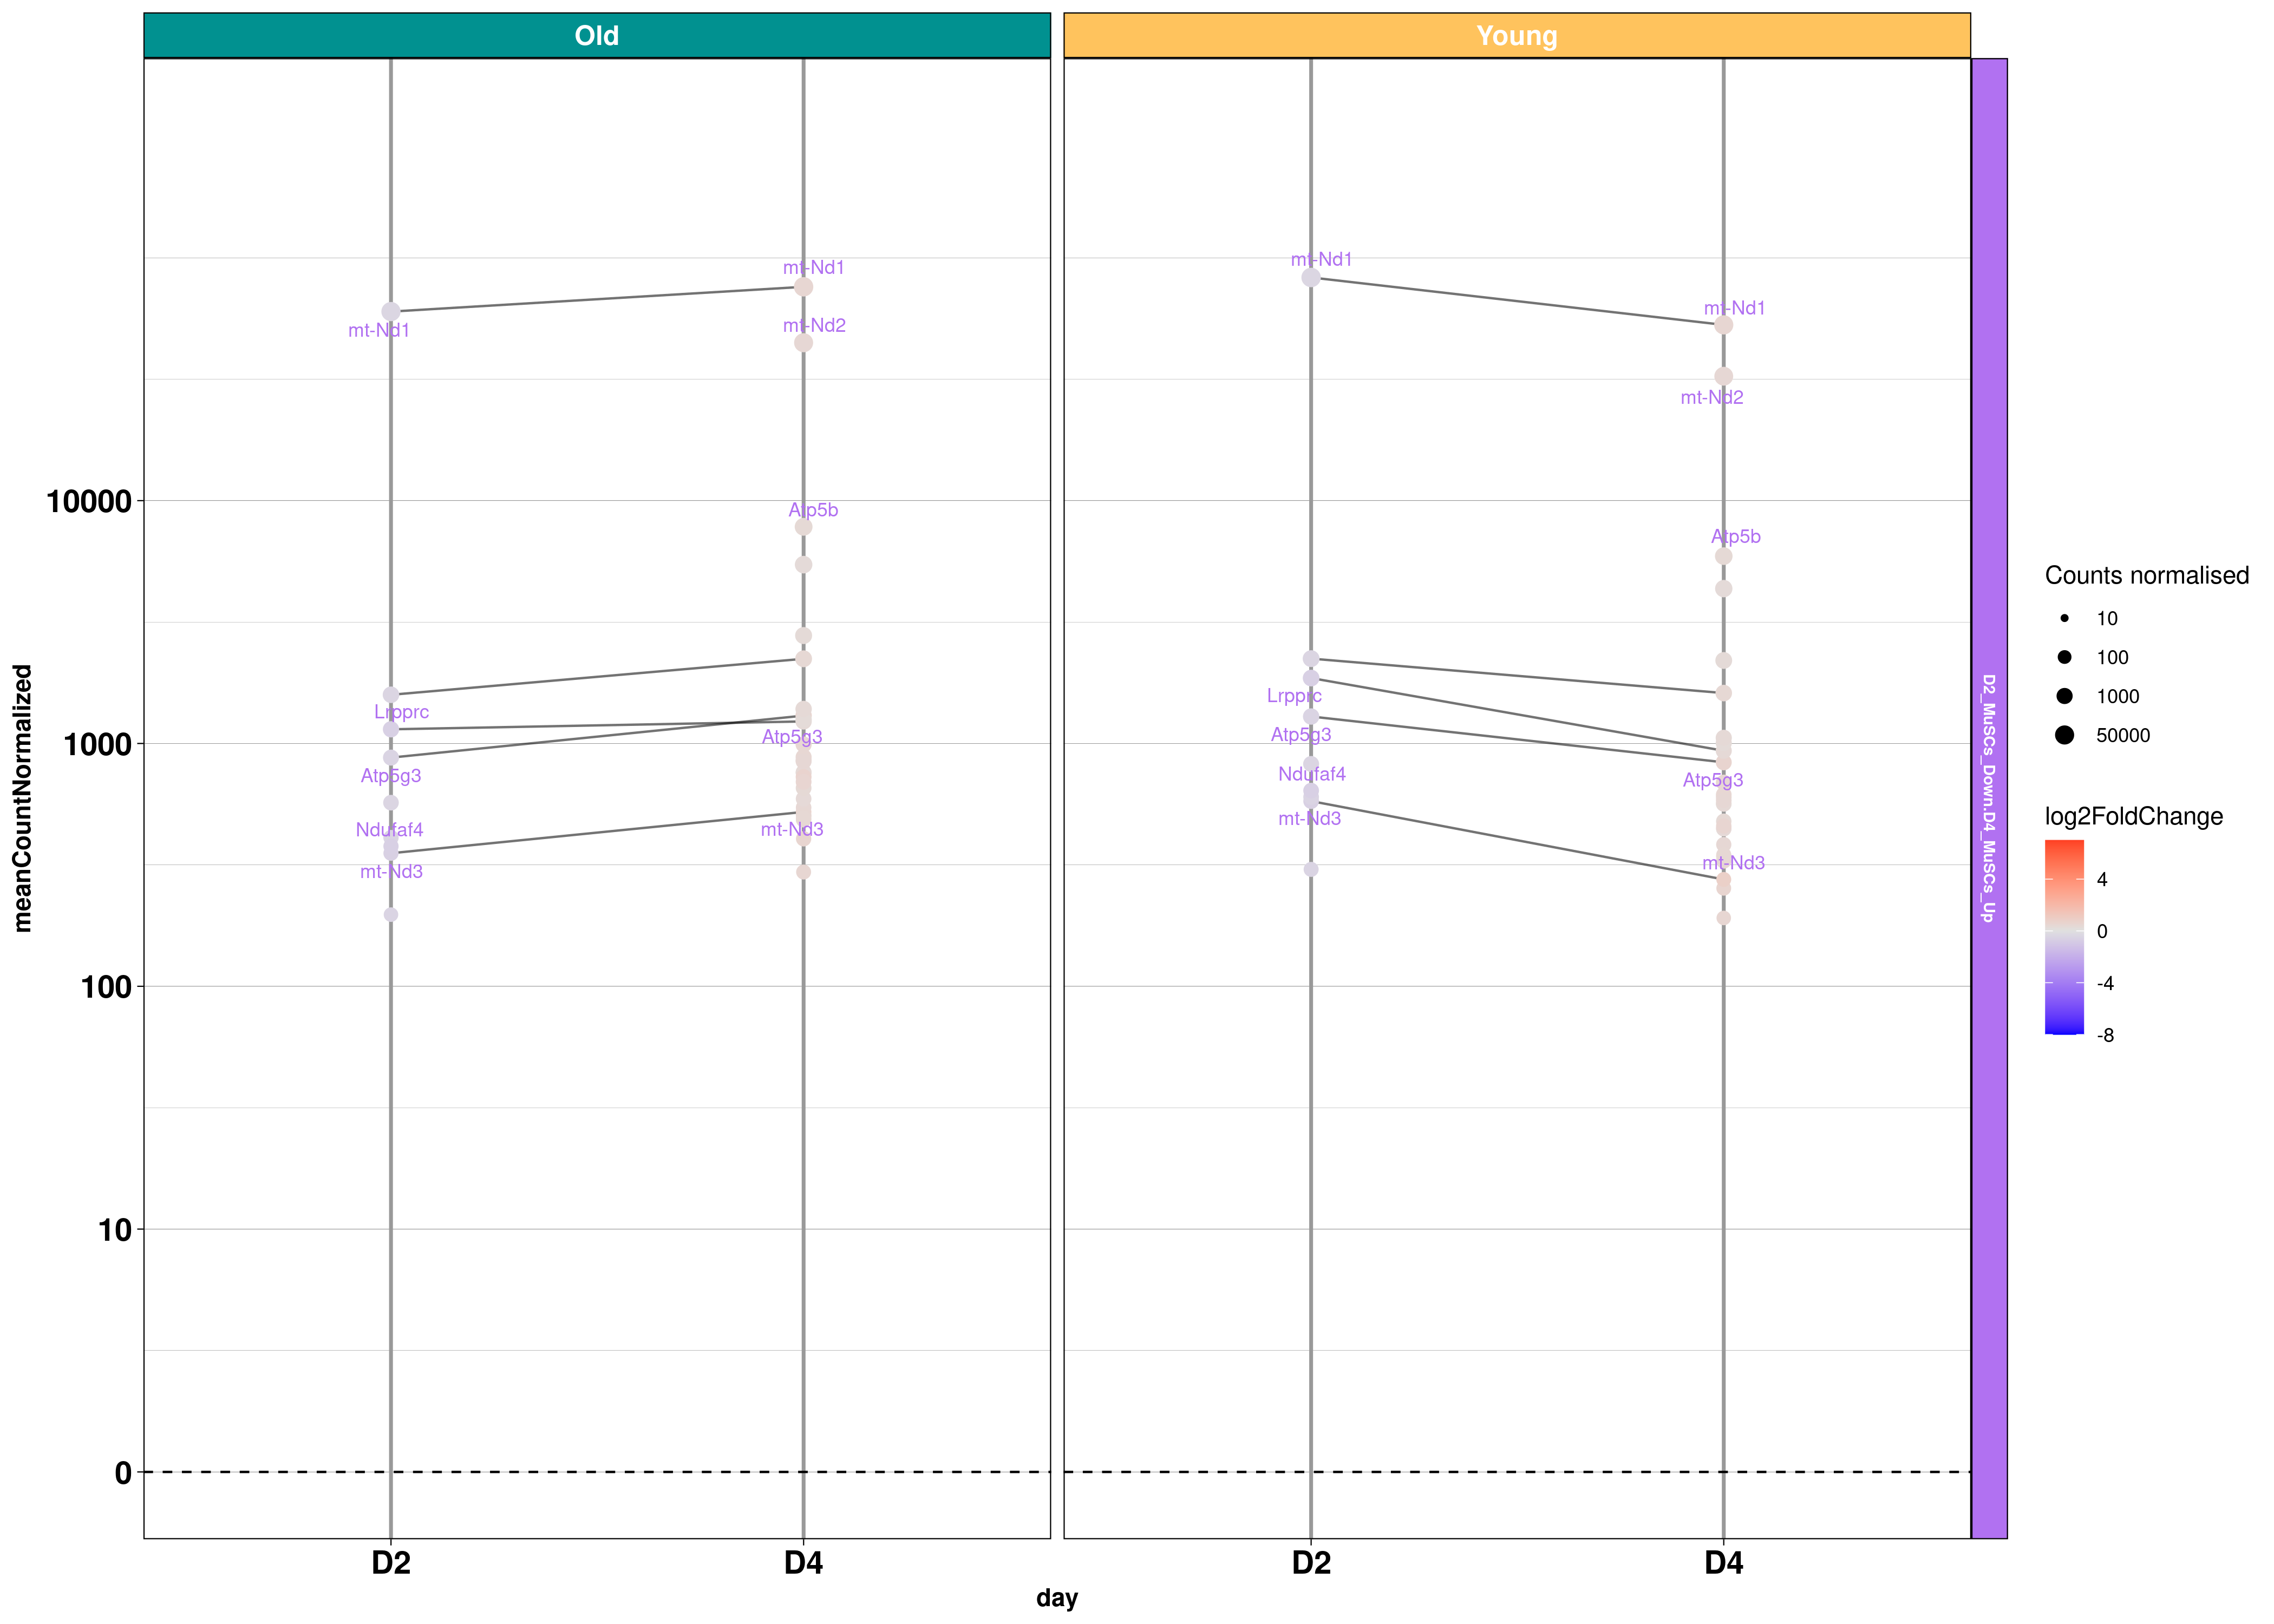 Old
Young
mt-Nd1
mt-Nd1
mt-Nd2
Atp5b
Lrpprc
Atp5g3
Atp5g3
Ndufaf4
mt-Nd3
mt-Nd3
mt-Nd1
mt-Nd1
mt-Nd2
Atp5b
Lrpprc
Atp5g3
Ndufaf4
Atp5g3
mt-Nd3
mt-Nd3
10000
1000
100
10
0
meanCountNormalized
D2
D4
D2
D4
day
D2_MuSCs_Down.D4_MuSCs_Up
Counts normalised
10
100
1000
50000
log2FoldChange
4
0
-4
-8